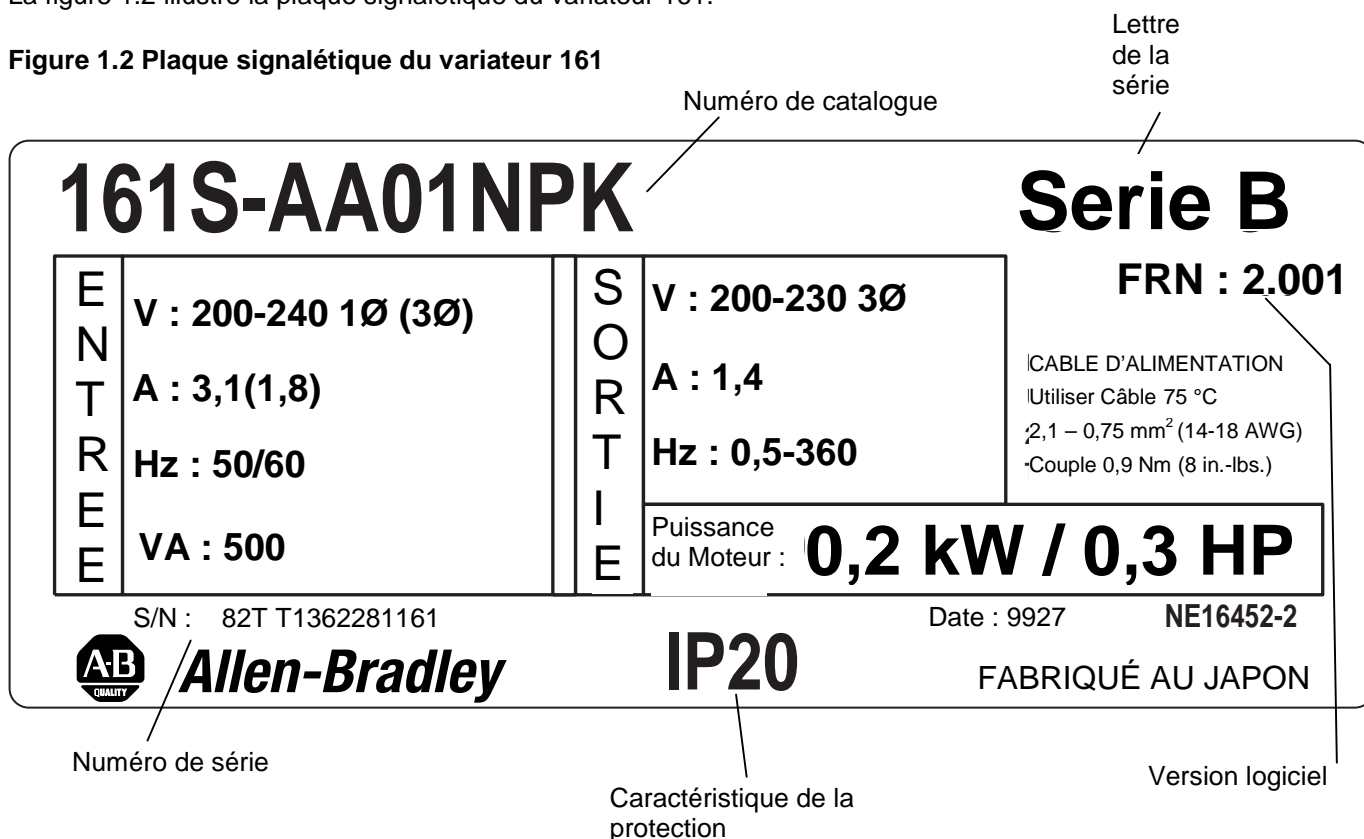 La figure 1.2 illustre la plaque signalétique du variateur 161.
Figure 1.2 Plaque signalétique du variateur 161
Lettre
de la
série
Numéro de catalogue
161S-AA01NPK
Serie B
FRN : 2.001
ENTREE
V : 200-240 1Ø (3Ø)
A : 3,1(1,8)
Hz : 50/60
VA : 500
SORTIE
V : 200-230 3Ø
A : 1,4
Hz : 0,5-360
CABLE D'ALIMENTATION
Utiliser Câble 75 °C
2,1 – 0,75 mm² (14-18 AWG)
Couple 0,9 Nm (8 in.-lbs.)
Puissance
du Moteur :
0,2 kW / 0,3 HP
S/N : 82T T1362281161
Date : 9927
NE16452-2
A-B
QUALITY
Allen-Bradley
IP20
FABRIQUÉ AU JAPON
Numéro de série
Caractéristique de la
protection
Version logiciel